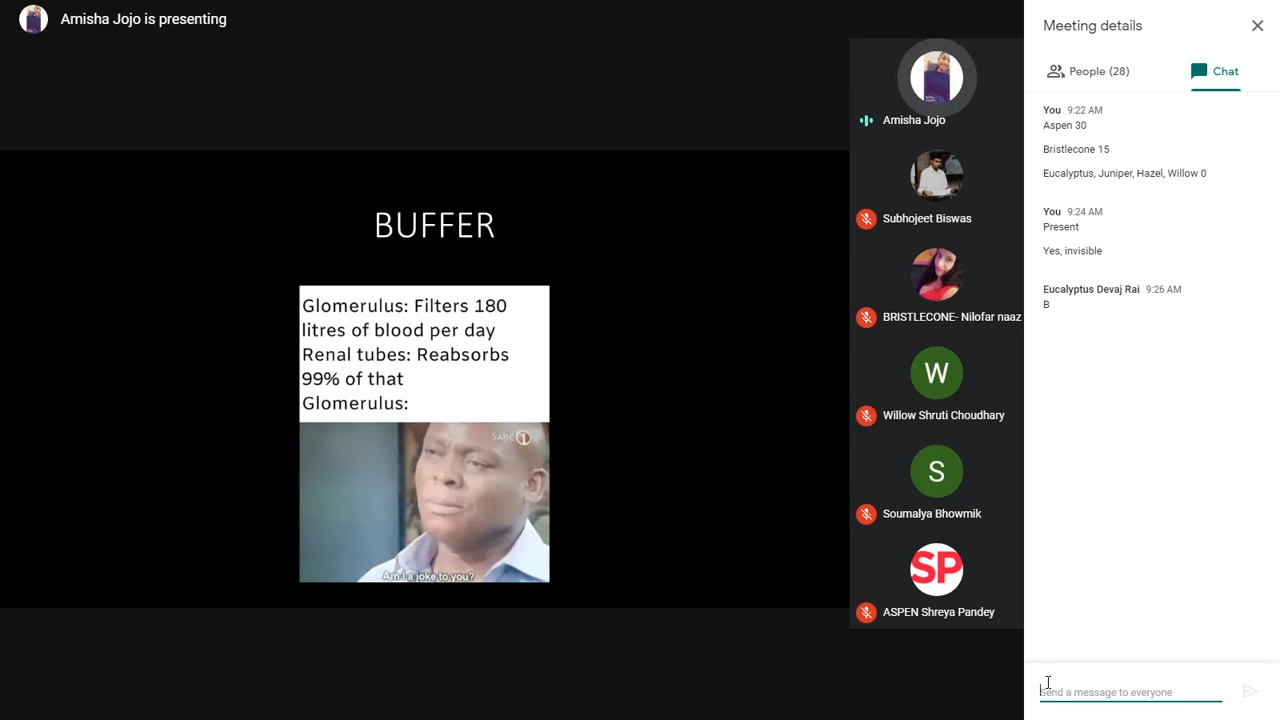 Amisha Jojo is presenting
BUFFER
Glomerulus: Filters 180
litres of blood per day
Renal tubes: Reabsorbs
99% of that
Glomerulus:
SABC 1
Am I a joke to you?
Amisha Jojo
Subhojeet Biswas
BRISTLECONE- Nilofar naaz
W
Willow Shruti Choudhary
S
Soumalya Bhowmik
SP
ASPEN Shreya Pandey
Meeting details
People (28)
Chat
You 9:22 AM
Aspen 30
Bristlecone 15
Eucalyptus, Juniper, Hazel, Willow 0
You 9:24 AM
Present
Yes, invisible
Eucalyptus Devaj Rai 9:26 AM
B
Send a message to everyone